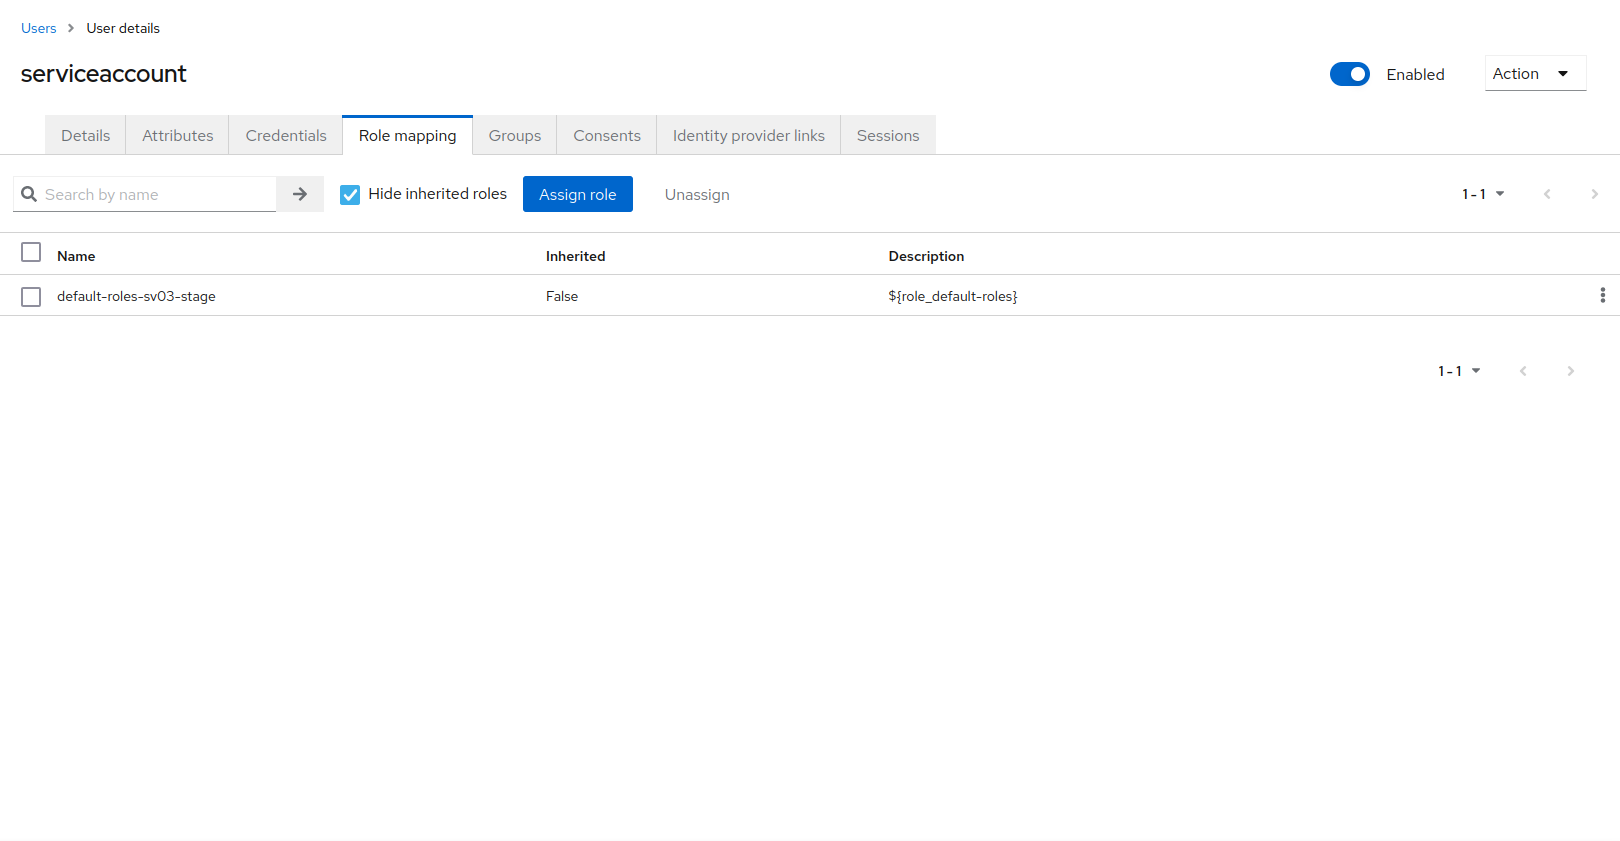 Users User details
serviceaccount
Enabled Action
Details Attributes Credentials Role mapping Groups Consents Identity provider links Sessions
Search by name Hide inherited roles Assign role Unassign 1 - 1
Name Inherited Description
default-roles-sv03-stage False ${role_default-roles}
1 - 1